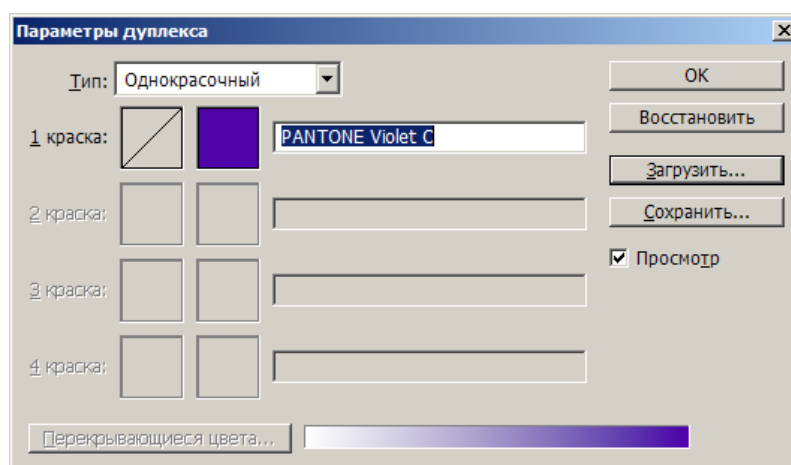 Параметры дуплекса
Тип: Однокрасочный
OK
1 краска: PANTONE Violet C
Восстановить
Загрузить...
2 краска:
Сохранить...
Просмотр
3 краска:
4 краска:
Перекрывающиеся цвета...